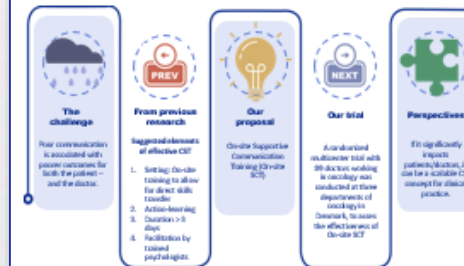 The
challenge
Poor communication
is associated with
poorer outcomes for
both the patient –
and the doctor.
PREV
From previous
research
Suggested elements
of effective CST
1. Setting: On-site
training to allow
for direct skills
transfer
2. Action-learning
3. Duration > 3
days
4. Facilitation by
trained
psychologists
Our
proposal
On-site Supportive
Communication
Training (On-site
SCT)
NEXT
Our trial
A randomized
multicenter trial with
99 doctors working
in oncology was
conducted at three
departments of
oncology in
Denmark, to asses
the effectiveness of
On-site SCT
Perspectives
If it significantly
impacts
patients/doctors, i
can be a scalable C
concept for clinica
practice.